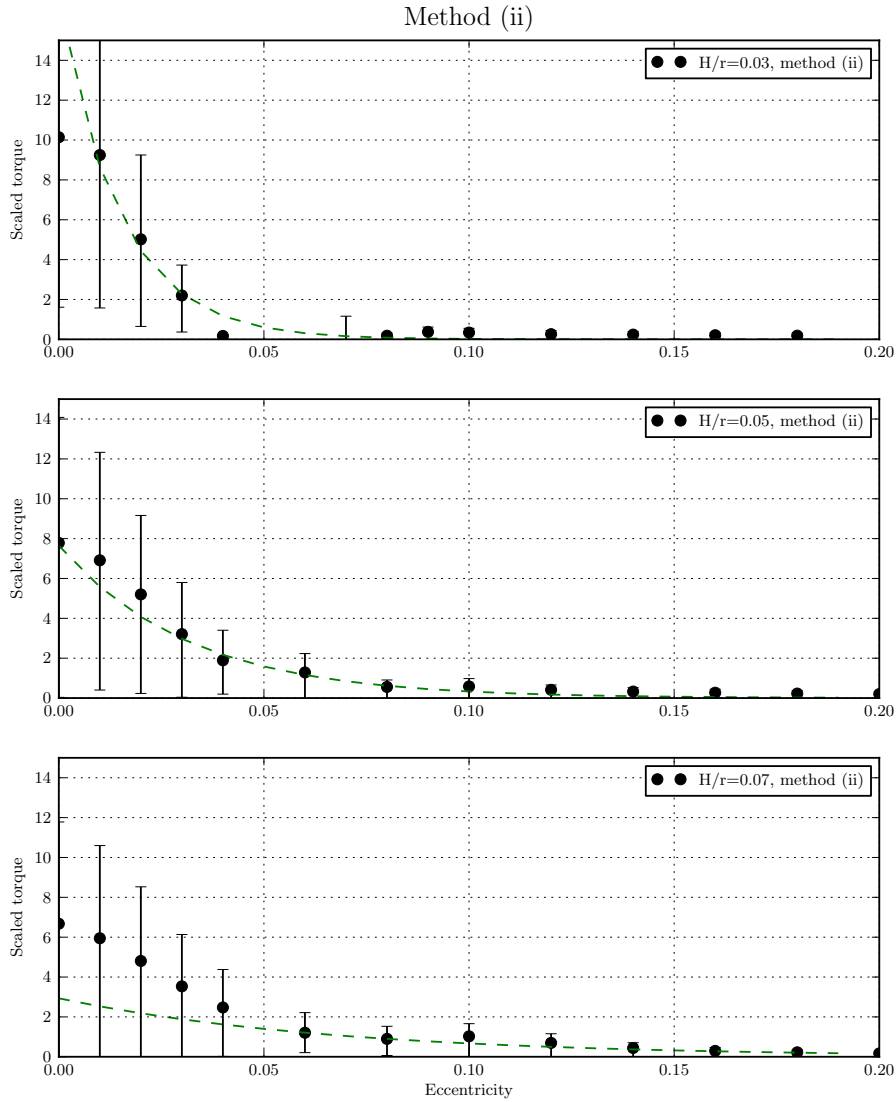 Method (ii)
H/r=0.03, method (ii)
Scaled torque
14
12
10
8
6
4
2
0
0.00 0.05 0.10 0.15 0.20
H/r=0.05, method (ii)
Scaled torque
14
12
10
8
6
4
2
0
0.00 0.05 0.10 0.15 0.20
H/r=0.07, method (ii)
Scaled torque
14
12
10
8
6
4
2
0
0.00 0.05 0.10 0.15 0.20
Eccentricity